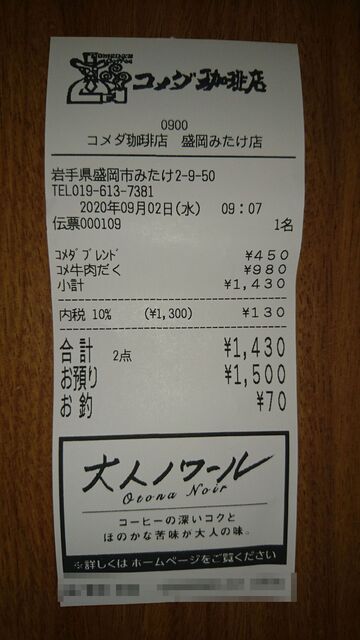 コメダ珈琲店
0900
コメダ珈琲店 盛岡みたけ店
岩手県盛岡市みたけ2-9-50
TEL019-613-7381
2020年09月02日(水) 09:07
伝票000109 1名
コメダブレンド ¥450
コメ牛肉だく ¥980
小計 ¥1,430
内税 10% (¥1,300) ¥130
合計 2点 ¥1,430
お預り ¥1,500
お釣 ¥70
大人ノワール
Otona Noir
コーヒーの深いコクと
ほのかな苦味が大人の味。
※詳しくはホームページをご覧ください